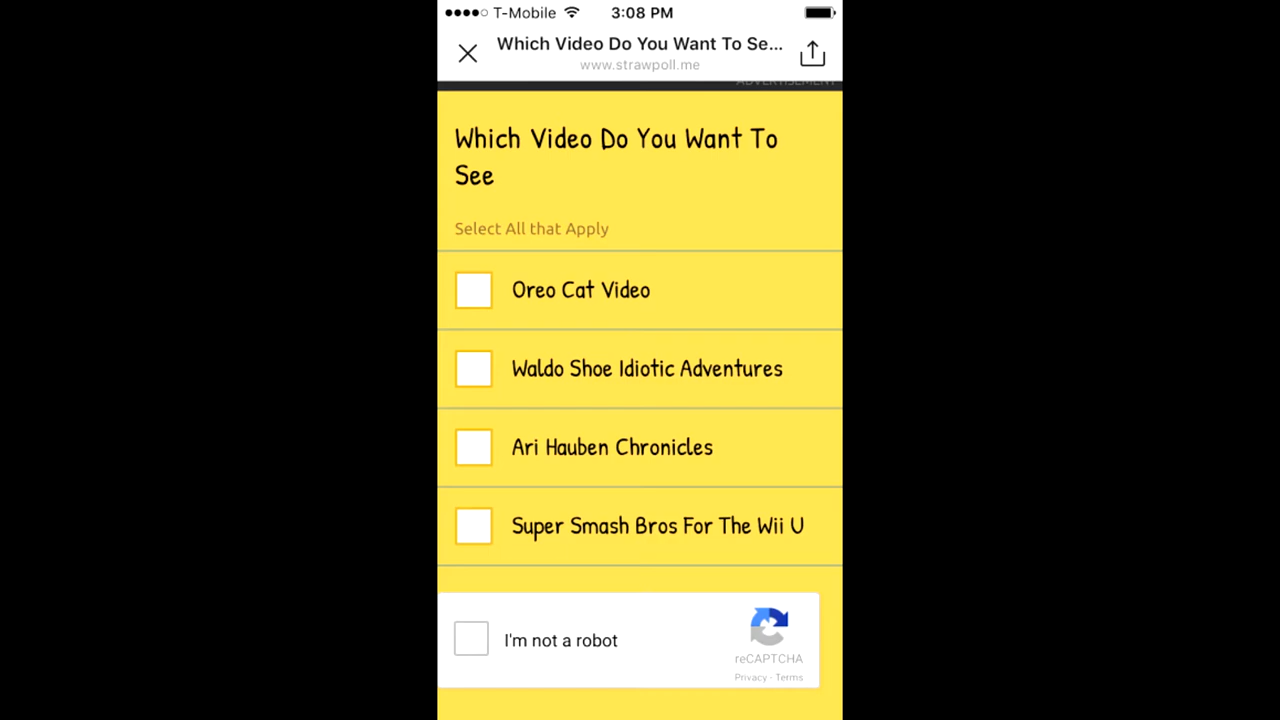 T-Mobile 3:08 PM
Which Video Do You Want To Se...
www.strawpoll.me
ADVERTISEMENT
Which Video Do You Want To
See
Select All that Apply
Oreo Cat Video
Waldo Shoe Idiotic Adventures
Ari Hauben Chronicles
Super Smash Bros For The Wii U
I'm not a robot
reCAPTCHA
Privacy - Terms